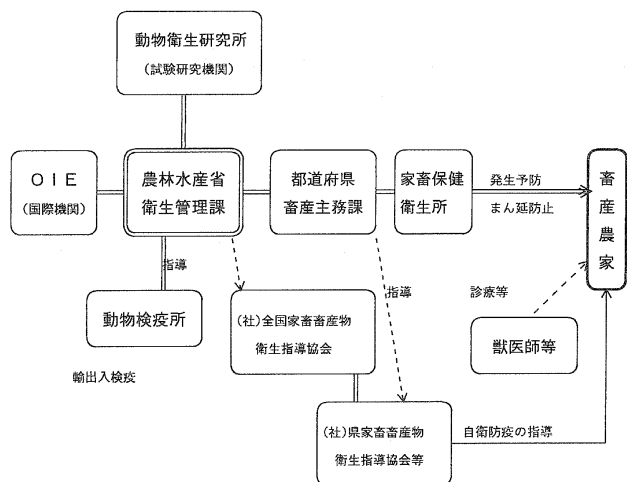 動物衛生研究所
(試験研究機関)
OIE
(国際機関)
農林水産省
衛生管理課
都道府県
畜産主務課
家畜保健
衛生所
発生予防
まん延防止
畜産農家
指導
動物検疫所
輸出入検疫
(社)全国家畜畜産物
衛生指導協会
指導
診療等
獣医師等
(社)県家畜畜産物
衛生指導協会等
自衛防疫の指導